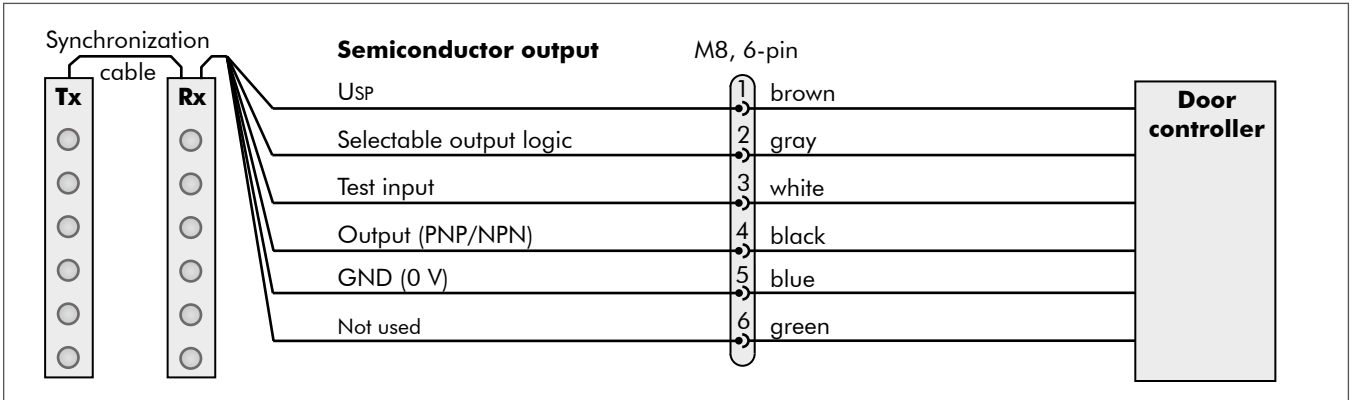 Synchronization
cable
Tx
Rx
Semiconductor output
M8, 6-pin
USP
1
brown
Selectable output logic
2
gray
Test input
3
white
Output (PNP/NPN)
4
black
GND (0 V)
5
blue
Not used
6
green
Door
controller